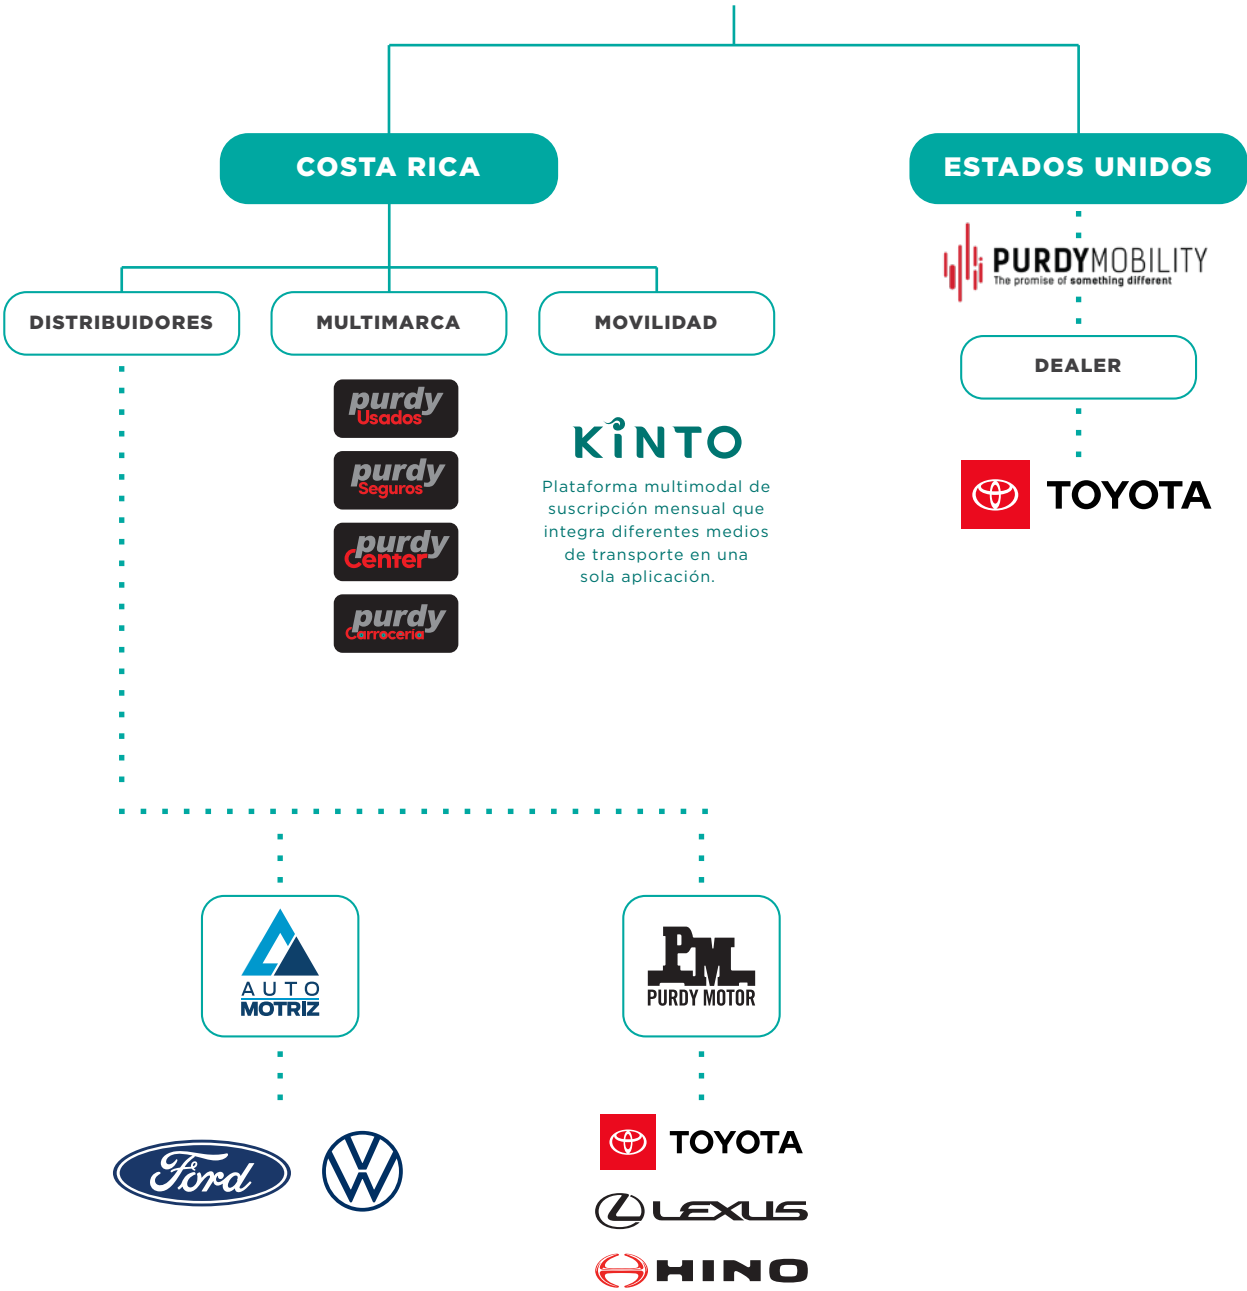 COSTA RICA
ESTADOS UNIDOS
PURDYMOBILITY
The promise of something different
DISTRIBUIDORES
MULTIMARCA
MOVILIDAD
DEALER
purdy
Usados
purdy
Seguros
purdy
Center
purdy
Carrocería
KINTO
Plataforma multimodal de
suscripción mensual que
integra diferentes medios
de transporte en una
sola aplicación.
TOYOTA
AUTO
MOTRIZ
PM
PURDY MOTOR
Ford
VW
TOYOTA
LEXUS
HINO